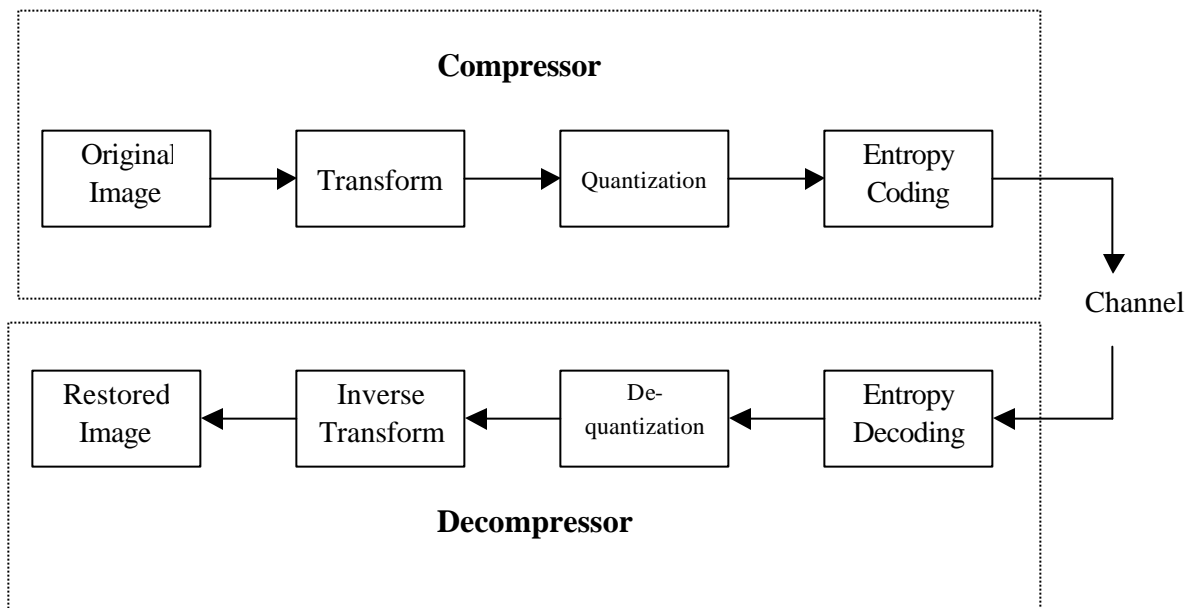 Compressor
Original
Image
Transform
Quantization
Entropy
Coding
Channel
Restored
Image
Inverse
Transform
De-
quantization
Entropy
Decoding
Decompressor